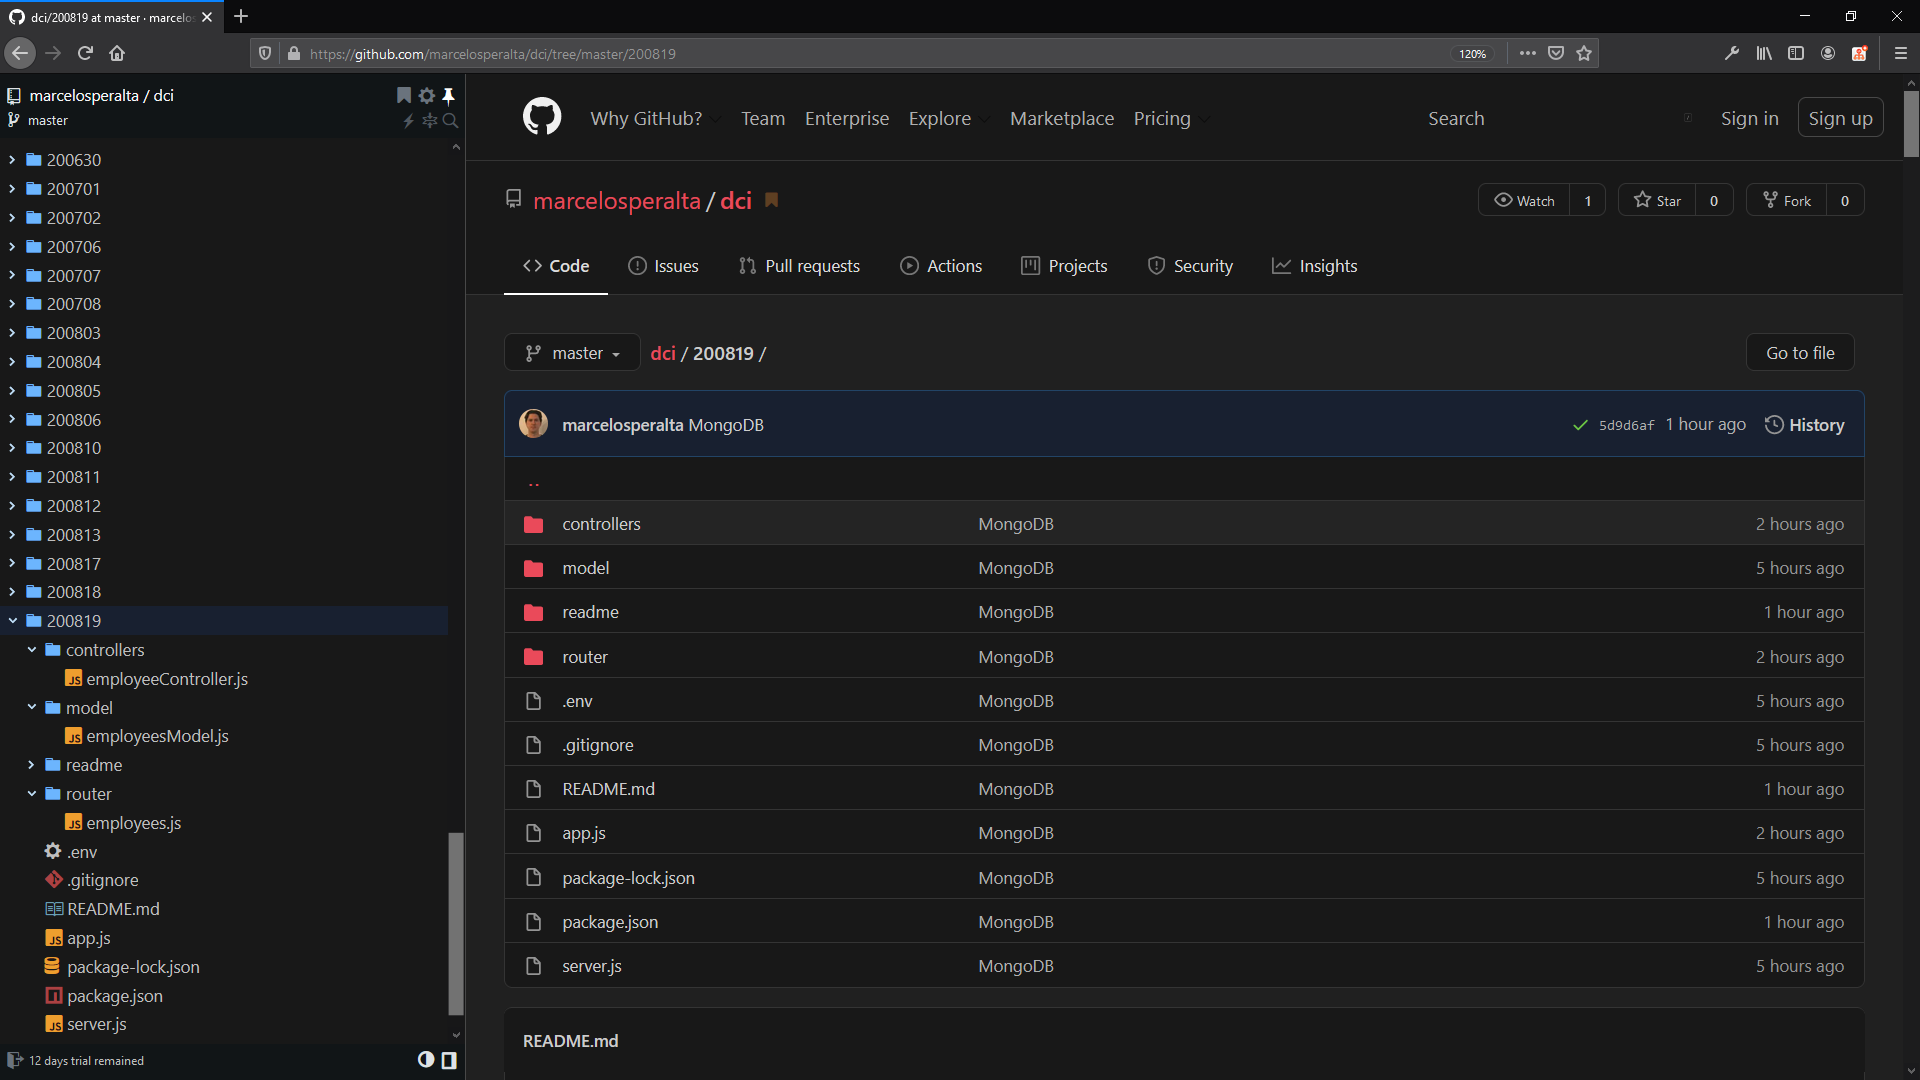 dci/200819 at master · marcelos
https://github.com/marcelosperalta/dci/tree/master/200819
120%
marcelosperalta / dci
master
200630
200701
200702
200706
200707
200708
200803
200804
200805
200806
200810
200811
200812
200813
200817
200818
200819
controllers
employeeController.js
model
employeesModel.js
readme
router
employees.js
.env
.gitignore
README.md
app.js
package-lock.json
package.json
server.js
12 days trial remained
Why GitHub? Team Enterprise Explore Marketplace Pricing Search / Sign in Sign up
marcelosperalta / dci
Watch 1 Star 0 Fork 0
Code Issues Pull requests Actions Projects Security Insights
master dci / 200819 / Go to file
marcelosperalta MongoDB 5d9d6af 1 hour ago History
..
controllers MongoDB 2 hours ago
model MongoDB 5 hours ago
readme MongoDB 1 hour ago
router MongoDB 2 hours ago
.env MongoDB 5 hours ago
.gitignore MongoDB 5 hours ago
README.md MongoDB 1 hour ago
app.js MongoDB 2 hours ago
package-lock.json MongoDB 5 hours ago
package.json MongoDB 1 hour ago
server.js MongoDB 5 hours ago
README.md